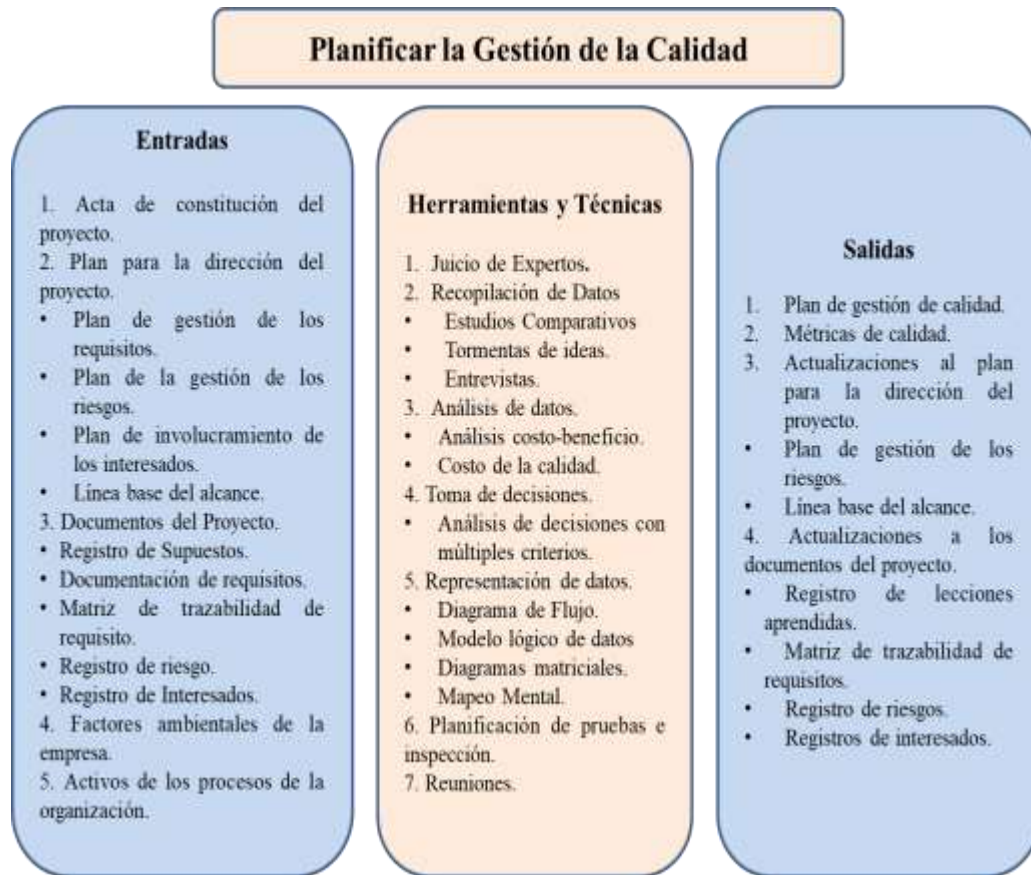 Planificar la Gestión de la Calidad
Entradas
1. Acta de constitución del
proyecto.
2. Plan para la dirección del
proyecto.
• Plan de gestión de los
requisitos.
• Plan de la gestión de los
riesgos.
• Plan de involucramiento de
los interesados.
• Línea base del alcance.
3. Documentos del Proyecto.
• Registro de Supuestos.
• Documentación de requisitos.
• Matriz de trazabilidad de
requisito.
• Registro de riesgo.
• Registro de Interesados.
4. Factores ambientales de la
empresa.
5. Activos de los procesos de la
organización.
Herramientas y Técnicas
1. Juicio de Expertos.
2. Recopilación de Datos
• Estudios Comparativos
• Tormentas de ideas.
• Entrevistas.
3. Análisis de datos.
• Análisis costo-beneficio.
• Costo de la calidad.
4. Toma de decisiones.
• Análisis de decisiones con
múltiples criterios.
5. Representación de datos.
• Diagrama de Flujo.
• Modelo lógico de datos
• Diagramas matriciales.
• Mapeo Mental.
6. Planificación de pruebas e
inspección.
7. Reuniones.
Salidas
1. Plan de gestión de calidad.
2. Métricas de calidad.
3. Actualizaciones al plan
para la dirección del
proyecto.
• Plan de gestión de los
riesgos.
• Línea base del alcance.
4. Actualizaciones a los
documentos del proyecto.
• Registro de lecciones
aprendidas.
• Matriz de trazabilidad de
requisitos.
• Registro de riesgos.
• Registros de interesados.